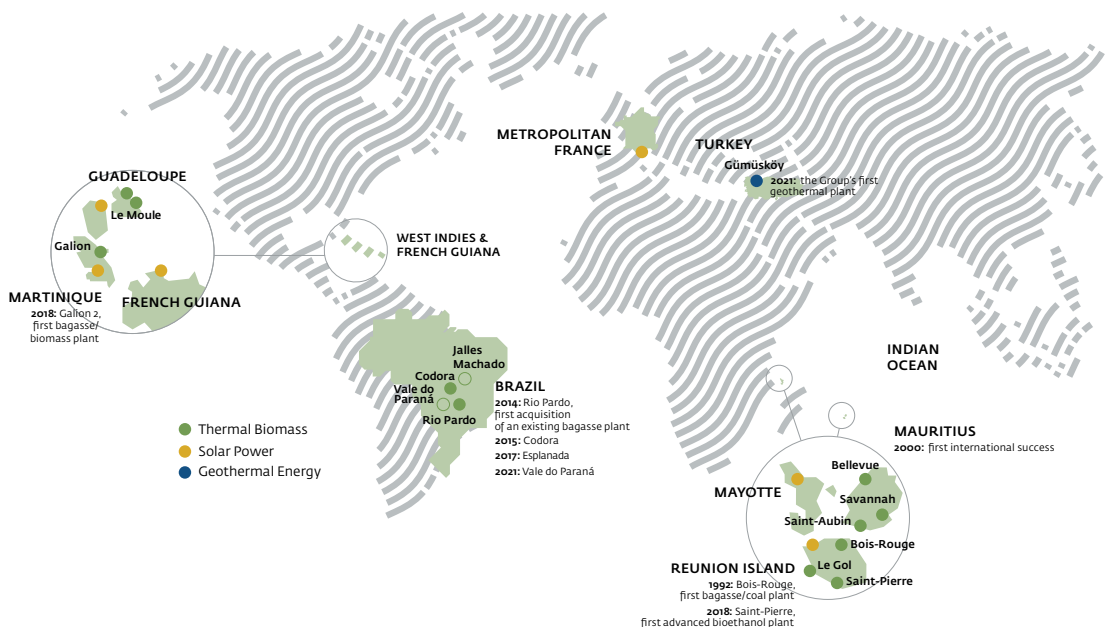 METROPOLITAN
FRANCE
TURKEY
Gümüsköy
2021: the Group's first
geothermal plant
GUADELOUPE
Le Moule
Galion
MARTINIQUE
2018: Galion 2,
first bagasse/
biomass plant
FRENCH GUIANA
WEST INDIES &
FRENCH GUIANA
Jalles
Machado
Codora
Vale do
Paraná
Rio Pardo
BRAZIL
2014: Rio Pardo,
first acquisition
of an existing bagasse plant
2015: Codora
2017: Esplanada
2021: Vale do Paraná
Thermal Biomass
Solar Power
Geothermal Energy
INDIAN
OCEAN
MAURITIUS
2000: first international success
Bellevue
MAYOTTE
Savannah
Saint-Aubin
Bois-Rouge
REUNION ISLAND
Le Gol
Saint-Pierre
1992: Bois-Rouge,
first bagasse/coal plant
2018: Saint-Pierre,
first advanced bioethanol plant